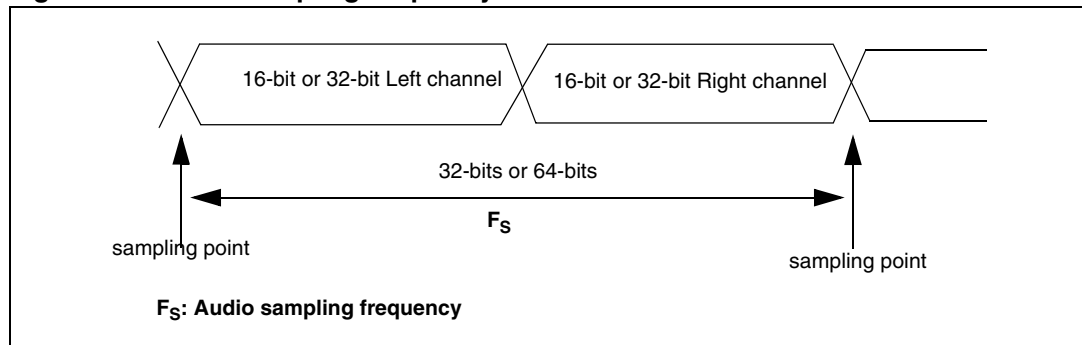 16-bit or 32-bit Left channel
16-bit or 32-bit Right channel
32-bits or 64-bits
FS
sampling point
sampling point
FS: Audio sampling frequency